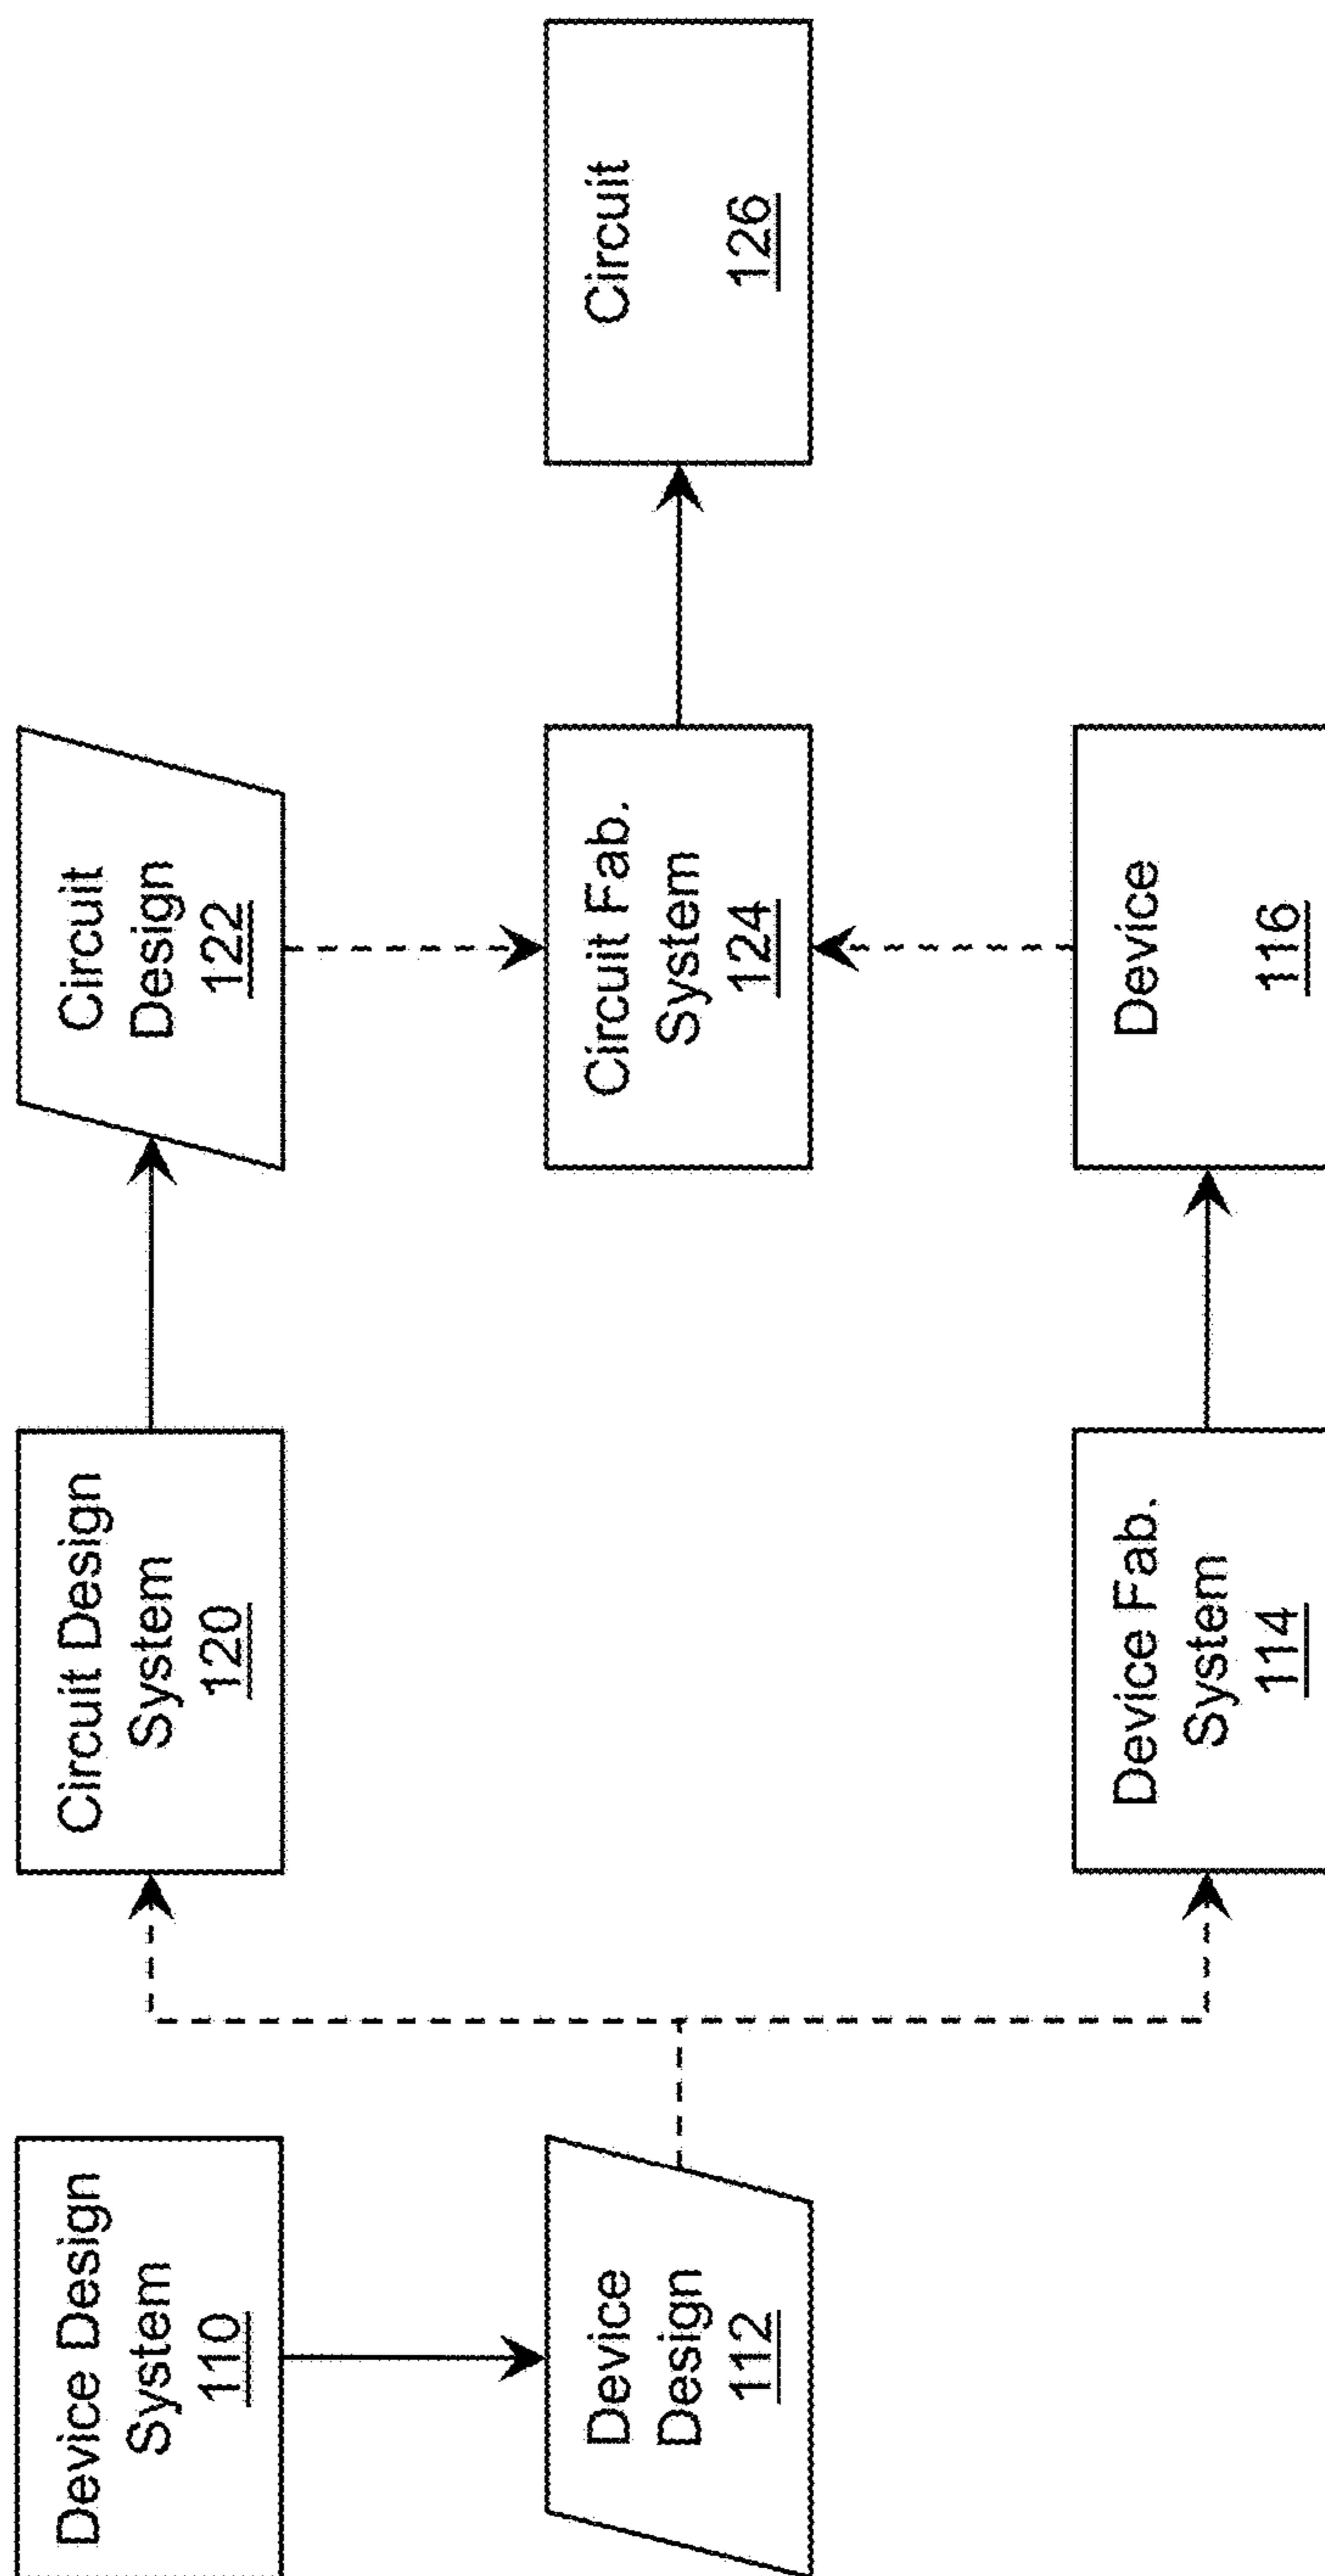 Device Design
System
110
Device
Design
112
Circuit Design
System
120
Device Fab.
System
114
Circuit
Design
122
Circuit Fab.
System
124
Device
116
Circuit
126